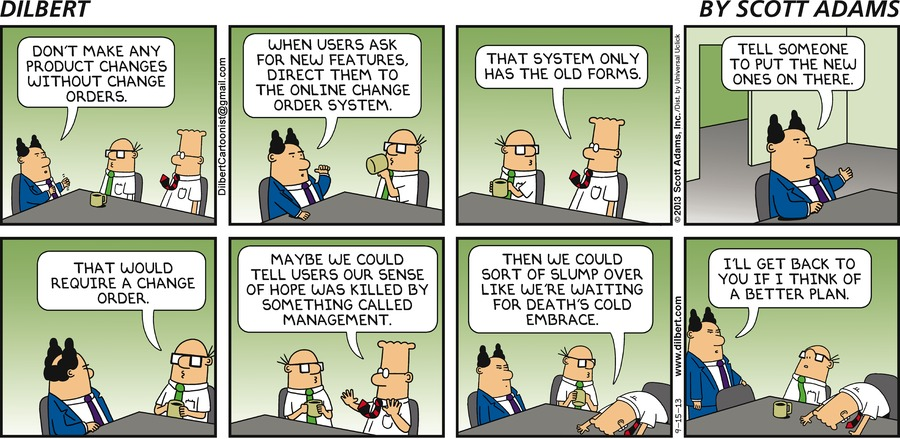 DILBERT
BY SCOTT ADAMS
DON'T MAKE ANY
PRODUCT CHANGES
WITHOUT CHANGE
ORDERS.
DilbertCartoonist@gmail.com
WHEN USERS ASK
FOR NEW FEATURES,
DIRECT THEM TO
THE ONLINE CHANGE
ORDER SYSTEM.
THAT SYSTEM ONLY
HAS THE OLD FORMS.
©2013 Scott Adams, Inc./Dist. by Universal Uclick
TELL SOMEONE
TO PUT THE NEW
ONES ON THERE.
THAT WOULD
REQUIRE A CHANGE
ORDER.
MAYBE WE COULD
TELL USERS OUR SENSE
OF HOPE WAS KILLED BY
SOMETHING CALLED
MANAGEMENT.
THEN WE COULD
SORT OF SLUMP OVER
LIKE WE'RE WAITING
FOR DEATH'S COLD
EMBRACE.
9-15-13
www.dilbert.com
I'LL GET BACK TO
YOU IF I THINK OF
A BETTER PLAN.